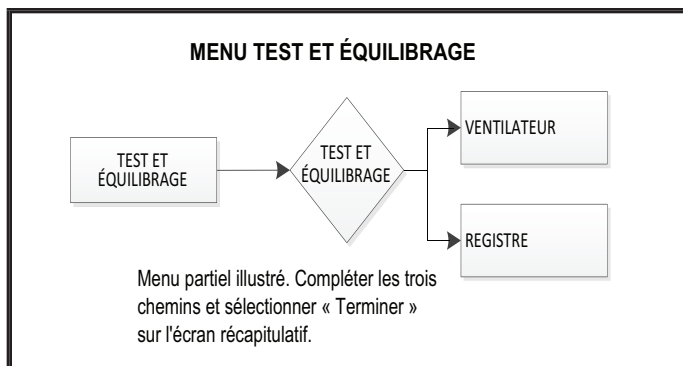 MENU TEST ET ÉQUILIBRAGE
TEST ET
ÉQUILIBRAGE
TEST ET
ÉQUILIBRAGE
VENTILATEUR
REGISTRE
Menu partiel illustré. Compléter les trois
chemins et sélectionner « Terminer »
sur l'écran récapitulatif.